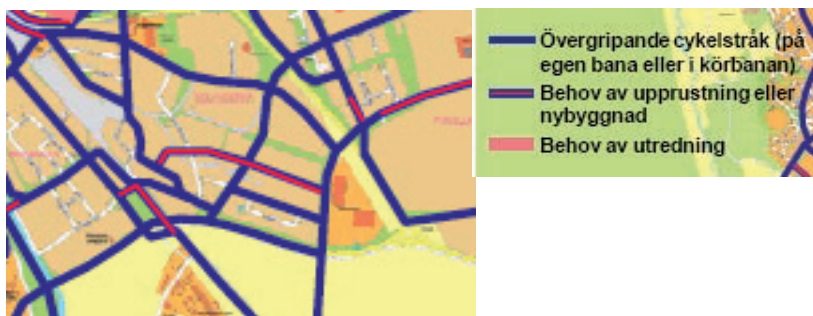 Övergripande cykelstråk (på
egen bana eller i körbanan)
Behov av upprustning eller
nybyggnad
Behov av utredning